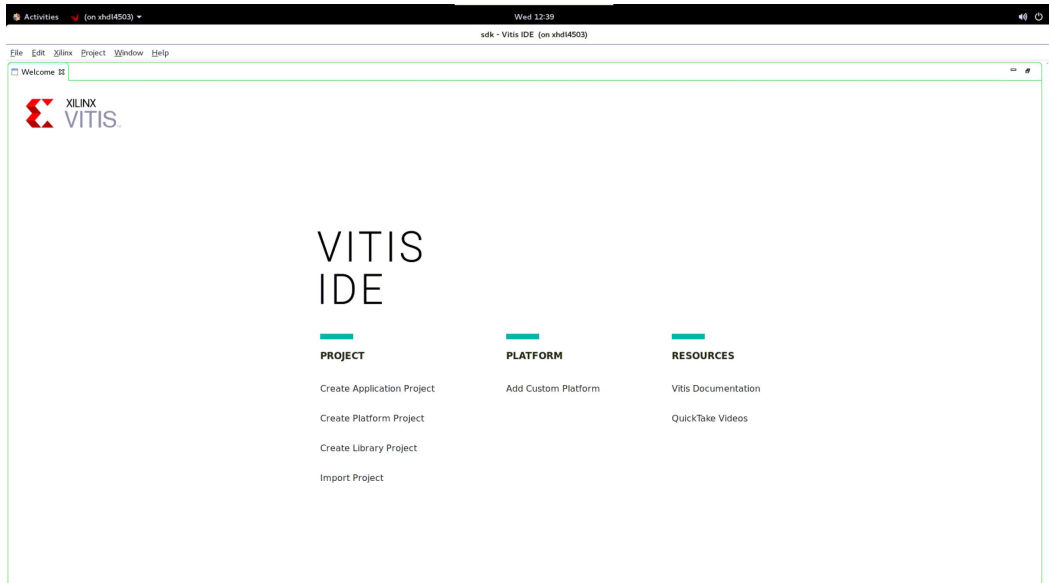 Activities (on xhdl4503) Wed 12:39
sdk - Vitis IDE (on xhdl4503)
File Edit Xilinx Project Window Help
Welcome
XILINX
VITIS
VITIS
IDE
PROJECT PLATFORM RESOURCES
Create Application Project Add Custom Platform Vitis Documentation
Create Platform Project QuickTake Videos
Create Library Project
Import Project